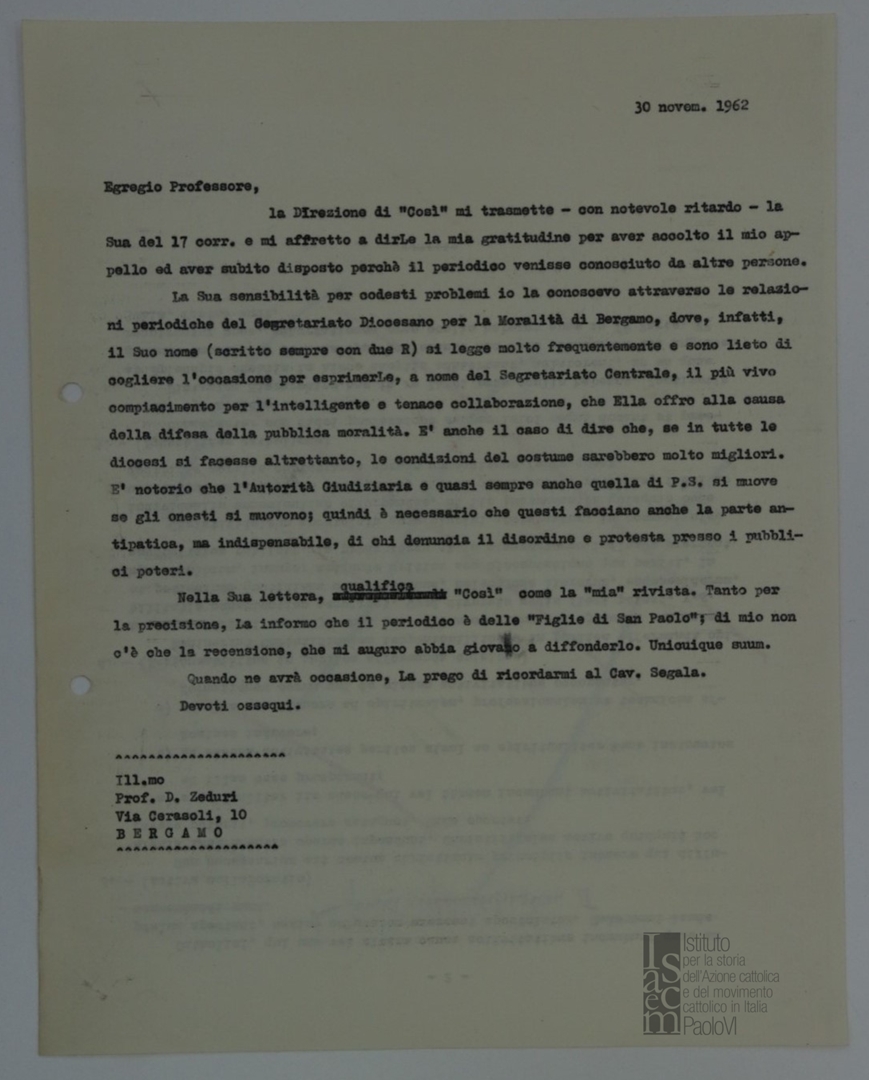 30 novem. 1962
Egregio Professore,
la DIrezione di "Così" mi trasmette - con notevole ritardo - la
Sua del 17 corr. e mi affretto a dirLe la mia gratitudine per aver accolto il mio ap-
pello ed aver subito disposto perchè il periodico venisse conosciuto da altre persone.
La Sua sensibilità per codesti problemi io la conoscevo attraverso le relazio-
ni periodiche del Segretariato Diocesano per la Moralità di Bergamo, dove, infatti,
il Suo nome (scritto sempre con due R) si legge molto frequentemente e sono lieto di
cogliere l'occasione per esprimerLe, a nome del Segretariato Centrale, il più vivo
compiacimento per l'intelligente e tenace collaborazione, che Ella offre alla causa
della difesa della pubblica moralità. E' anche il caso di dire che, se in tutte le
diocesi si facesse altrettanto, le condizioni del costume sarebbero molto migliori.
E' notorio che l'Autorità Giudiziaria e quasi sempre anche quella di P.S. si muove
se gli onesti si muovono; quindi è necessario che questi facciano anche la parte an-
tipatica, ma indispensabile, di chi denuncia il disordine e protesta presso i pubbli-
ci poteri.
Nella Sua lettera, qualifica "Così" come la "mia" rivista. Tanto per
la precisione, La informo che il periodico è delle "Figlie di San Paolo"; di mio non
c'è che la recensione, che mi auguro abbia giovato a diffonderlo. Unicuique suum.
Quando ne avrà occasione, La prego di ricordarmi al Cav. Segala.
Devoti ossequi.
^^^^^^^^^^^^^^^^^^^^^
Ill.mo
Prof. D. Zeduri
Via Cerasoli, 10
B E R G A M O
^^^^^^^^^^^^^^^^^^^^
- 2 -
Isacem
Istituto
per la storia
dell'Azione cattolica
e del movimento
cattolico in Italia
PaoloVI